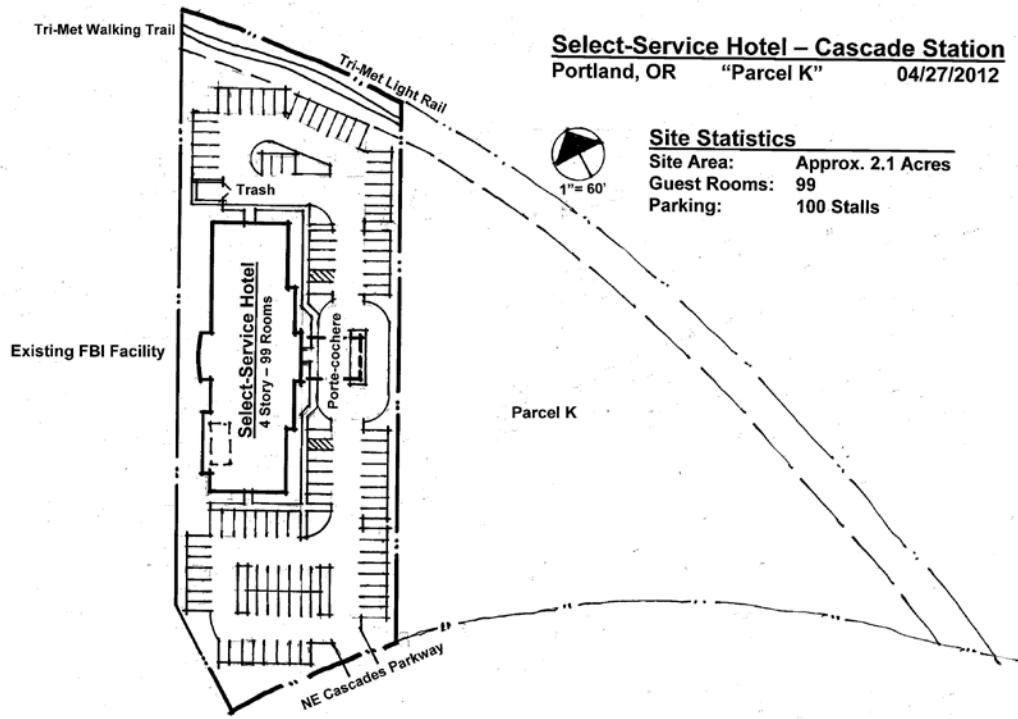 Tri-Met Walking Trail
Tri-Met Light Rail
Select-Service Hotel – Cascade Station
Portland, OR "Parcel K" 04/27/2012
1"= 60'
Site Statistics
Site Area: Approx. 2.1 Acres
Guest Rooms: 99
Parking: 100 Stalls
Trash
Existing FBI Facility
Select-Service Hotel
4 Story – 99 Rooms
Porte-cochere
Parcel K
NE Cascades Parkway